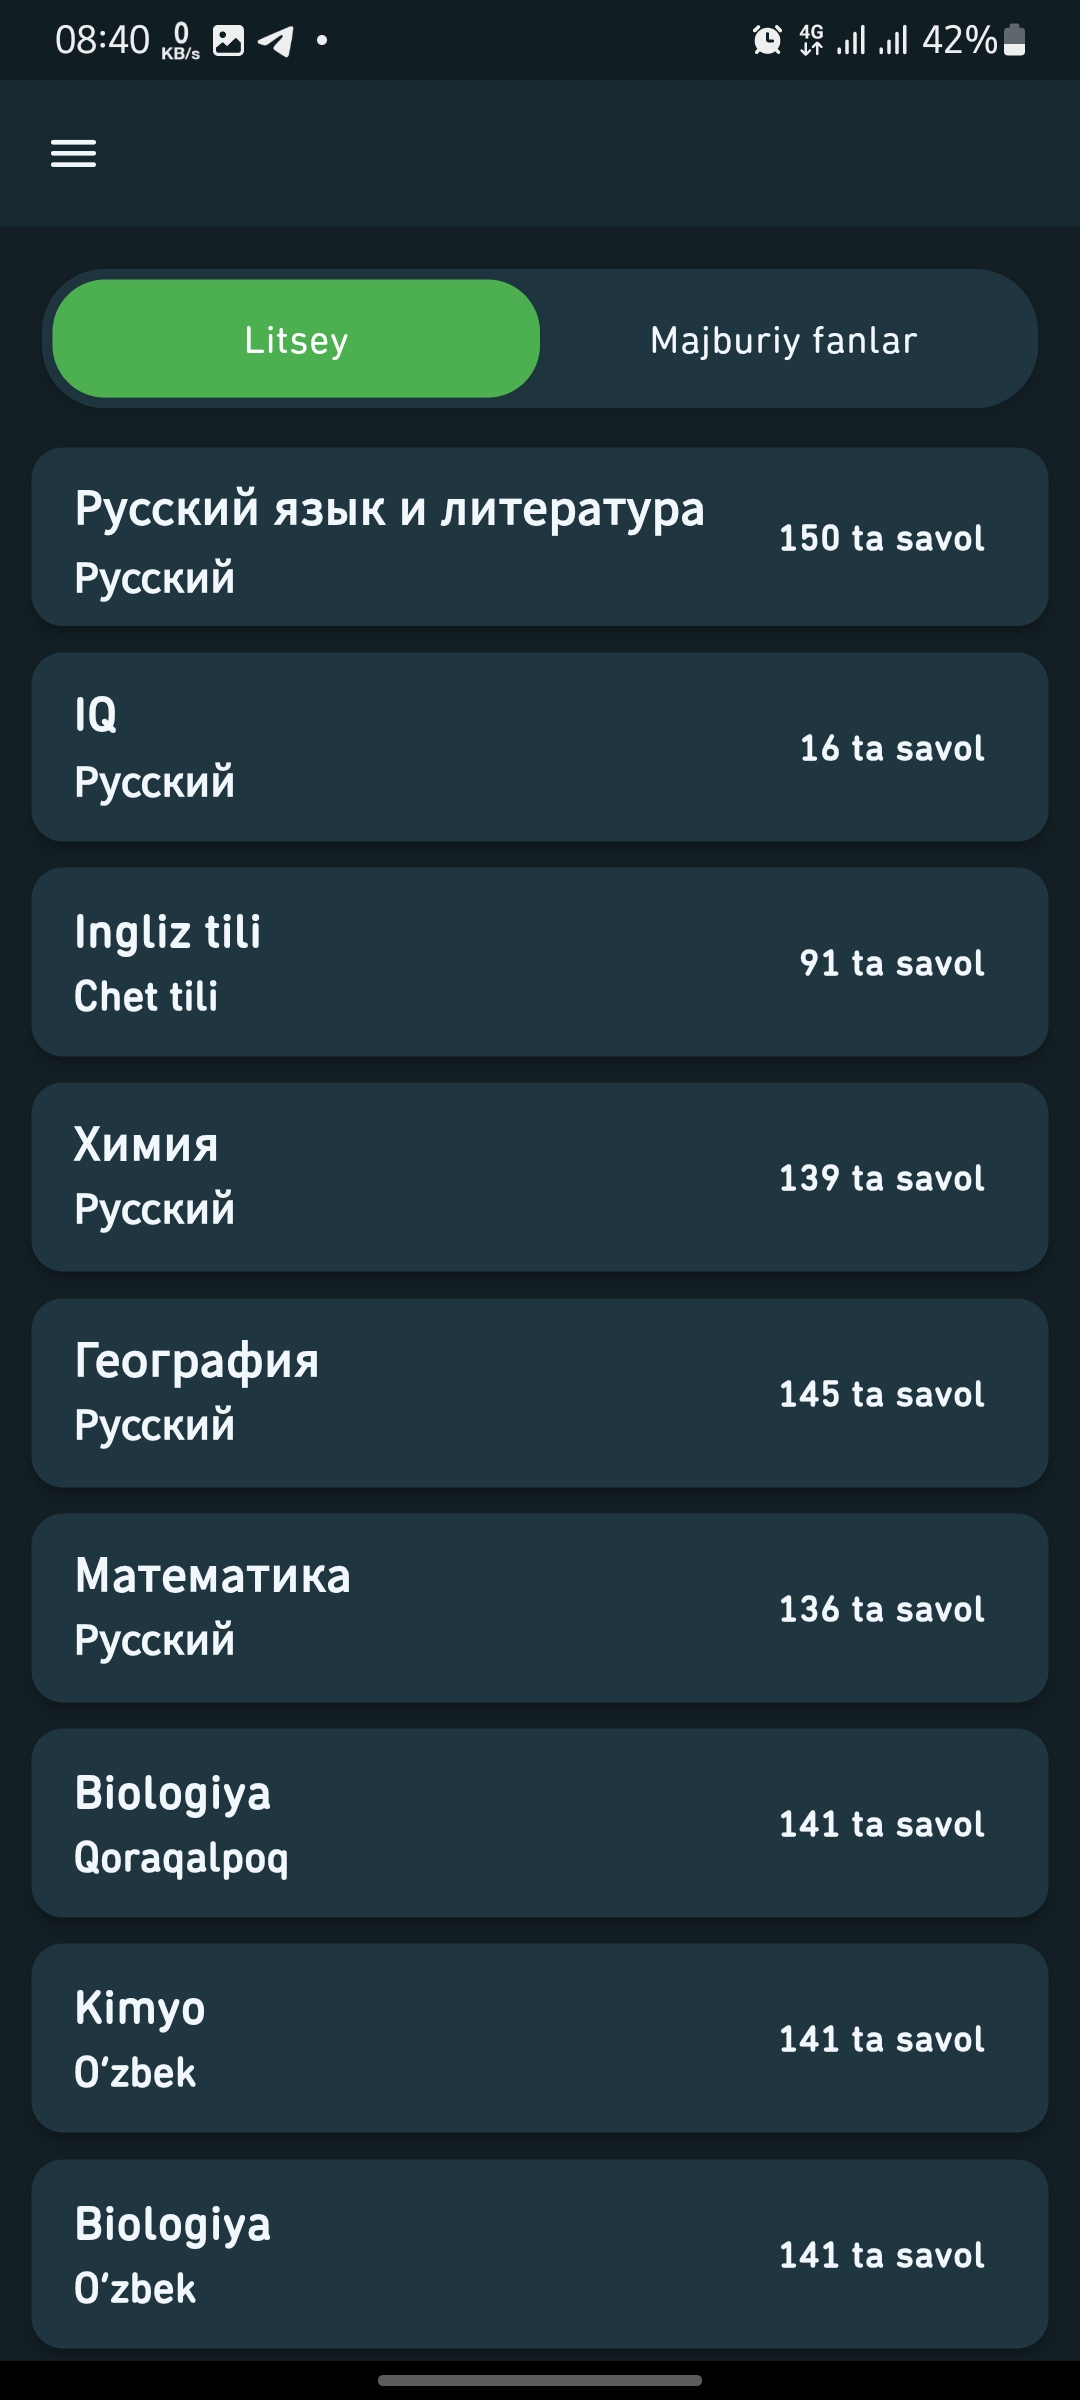 08:40 0 KB/s 4G 42%
Litsey Majburiy fanlar
Русский язык и литература
150 ta savol
Русский
IQ
16 ta savol
Русский
Ingliz tili
91 ta savol
Chet tili
Химия
139 ta savol
Русский
География
145 ta savol
Русский
Математика
136 ta savol
Русский
Biologiya
141 ta savol
Qoraqalpoq
Kimyo
141 ta savol
O‘zbek
Biologiya
141 ta savol
O‘zbek